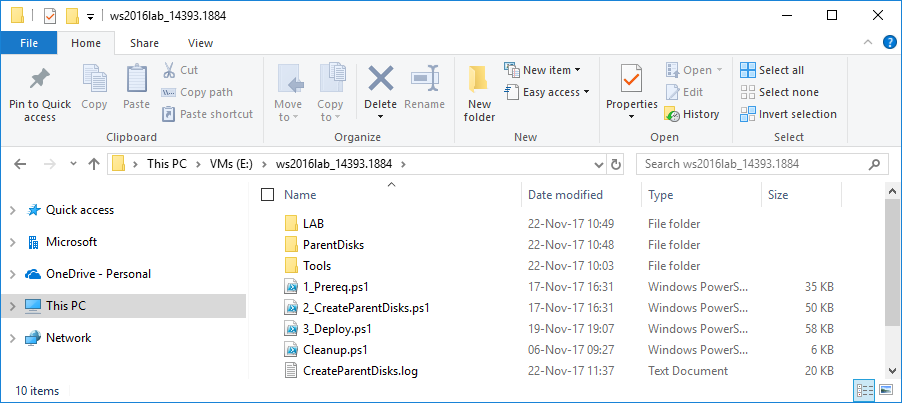 ws2016lab_14393.1884
File Home Share View
Pin to Quick access
Copy
Paste
Cut
Copy path
Paste shortcut
Clipboard
Move to
Copy to
Delete
Rename
Organize
New folder
New item
Easy access
New
Properties
Open
Edit
History
Open
Select all
Select none
Invert selection
Select
This PC > VMs (E:) > ws2016lab_14393.1884 >
Search ws2016lab_14393.1884
Quick access
Microsoft
OneDrive - Personal
This PC
Network
Name Date modified Type Size
LAB 22-Nov-17 10:49 File folder
ParentDisks 22-Nov-17 10:48 File folder
Tools 22-Nov-17 10:03 File folder
1_Prereq.ps1 17-Nov-17 16:31 Windows PowerS... 35 KB
2_CreateParentDisks.ps1 17-Nov-17 16:31 Windows PowerS... 50 KB
3_Deploy.ps1 19-Nov-17 19:07 Windows PowerS... 58 KB
Cleanup.ps1 06-Nov-17 09:27 Windows PowerS... 6 KB
CreateParentDisks.log 22-Nov-17 11:37 Text Document 20 KB
10 items